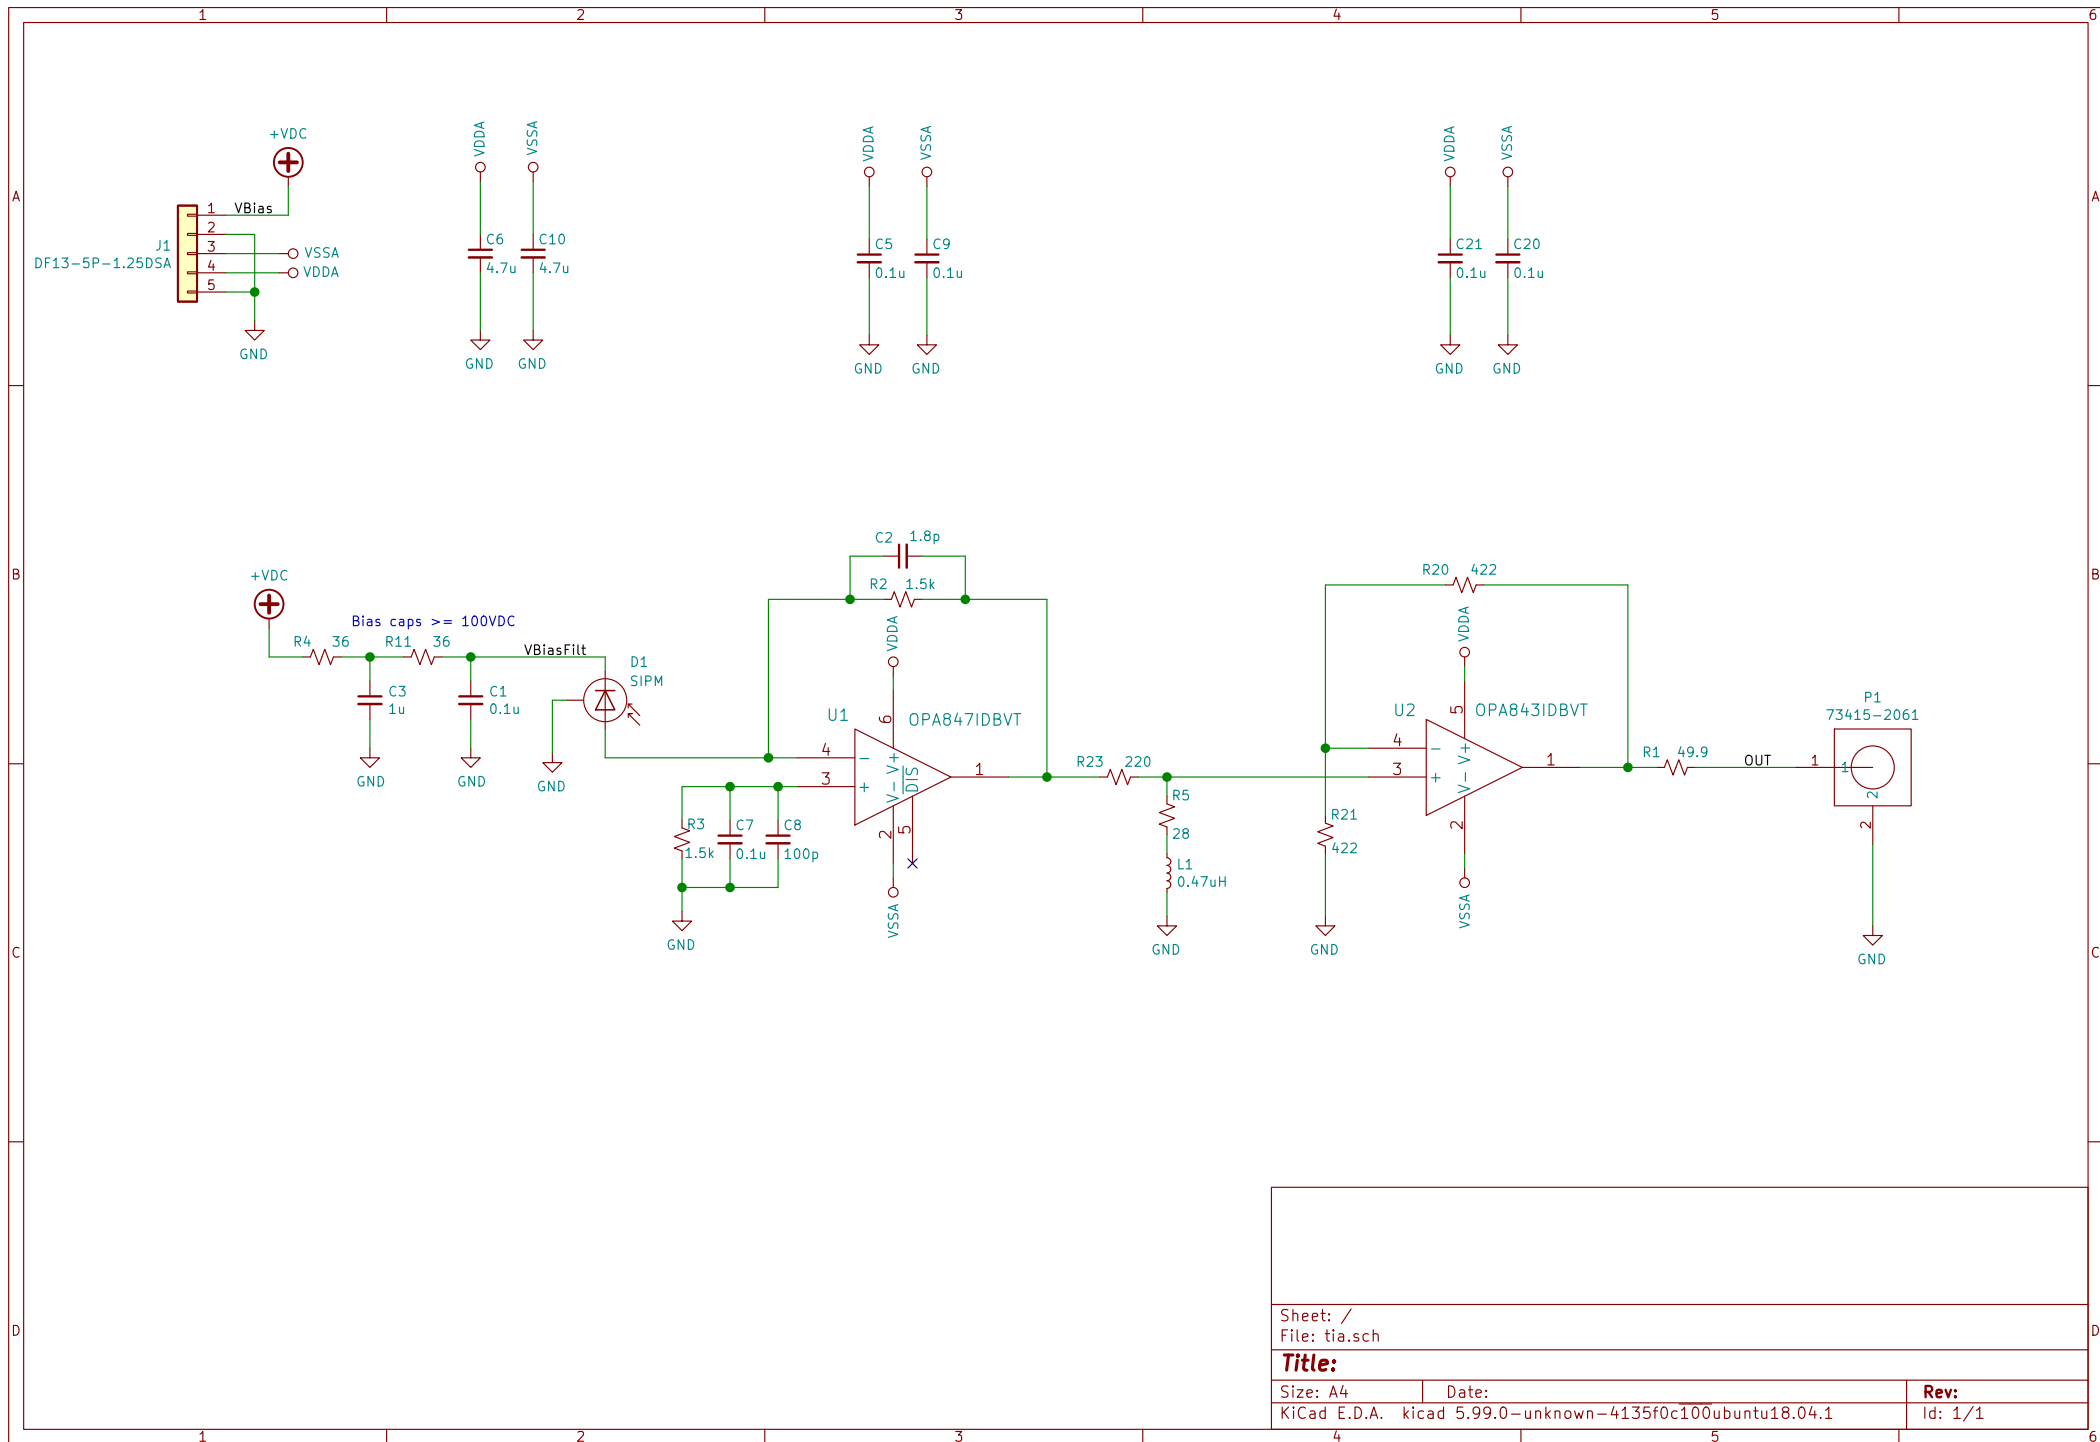 1 2 3 4 5 6
A A
B B
C C
D D
+VDC
1 VBias
2
3 VSSA
4 VDDA
5
J1
DF13-5P-1.25DSA
GND
VDDA VSSA
C6 C10
4.7u 4.7u
GND GND
VDDA VSSA
C5 C9
0.1u 0.1u
GND GND
VDDA VSSA
C21 C20
0.1u 0.1u
GND GND
+VDC
Bias caps >= 100VDC
R4 36 R11 36
VBiasFilt
C3
1u
GND
C1
0.1u
GND
D1
SIPM
GND
C2 1.8p
R2 1.5k
VDDA
U1 OPA847IDBVT
6
4 −
3 +
V+
V−
DIS
1
2
5
VSSA
R3
1.5k
C7
0.1u
C8
100p
GND
R23 220
R5
28
L1
0.47uH
GND
R20 422
VDDA
U2 OPA843IDBVT
5
4 −
3 +
V+
V−
1
2
VSSA
R21
422
GND
R1 49.9
OUT
P1
73415-2061
1 1
2
2
GND
Sheet: /
File: tia.sch
Title:
Size: A4 Date: Rev:
KiCad E.D.A. kicad 5.99.0-unknown-4135f0c100ubuntu18.04.1 Id: 1/1
1 2 3 4 5 6